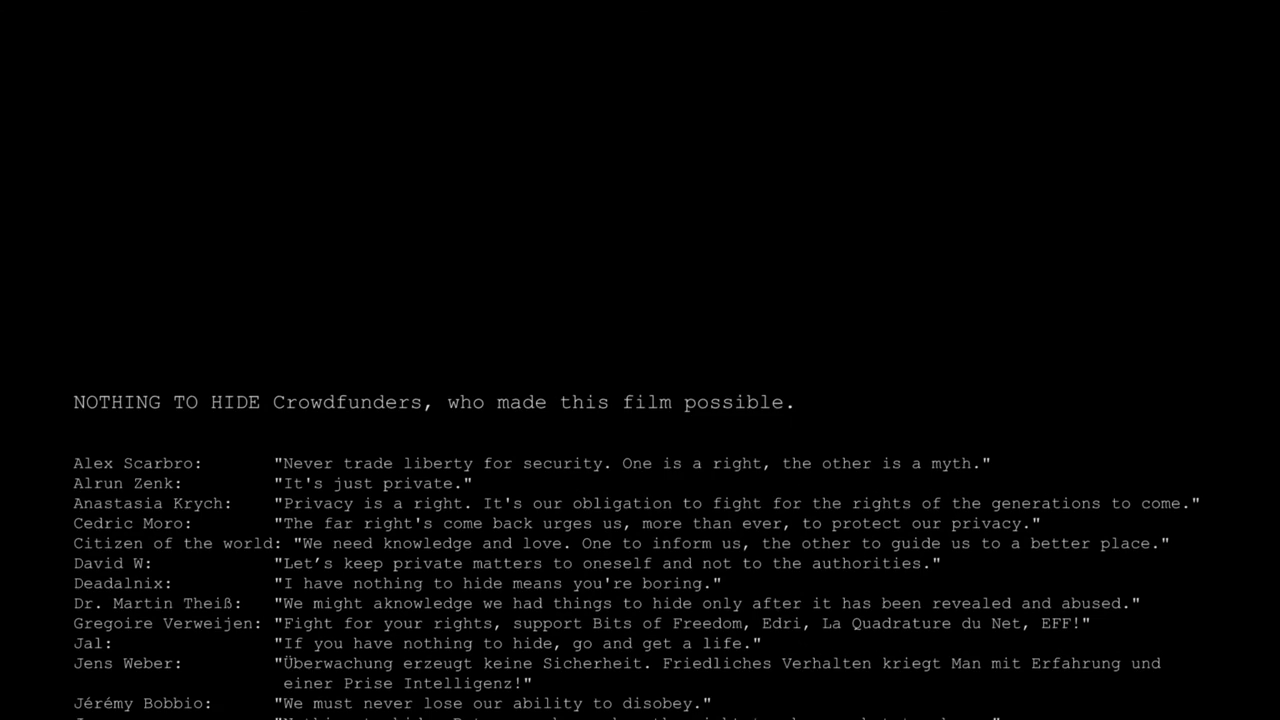 NOTHING TO HIDE Crowdfunders, who made this film possible.
Alex Scarbro: "Never trade liberty for security. One is a right, the other is a myth."
Alrun Zenk: "It's just private."
Anastasia Krych: "Privacy is a right. It's our obligation to fight for the rights of the generations to come."
Cedric Moro: "The far right's come back urges us, more than ever, to protect our privacy."
Citizen of the world: "We need knowledge and love. One to inform us, the other to guide us to a better place."
David W: "Let’s keep private matters to oneself and not to the authorities."
Deadalnix: "I have nothing to hide means you're boring."
Dr. Martin Theiß: "We might aknowledge we had things to hide only after it has been revealed and abused."
Gregoire Verweijen: "Fight for your rights, support Bits of Freedom, Edri, La Quadrature du Net, EFF!"
Jal: "If you have nothing to hide, go and get a life."
Jens Weber: "Überwachung erzeugt keine Sicherheit. Friedliches Verhalten kriegt Man mit Erfahrung und
einer Prise Intelligenz!"
Jérémy Bobbio: "We must never lose our ability to disobey."